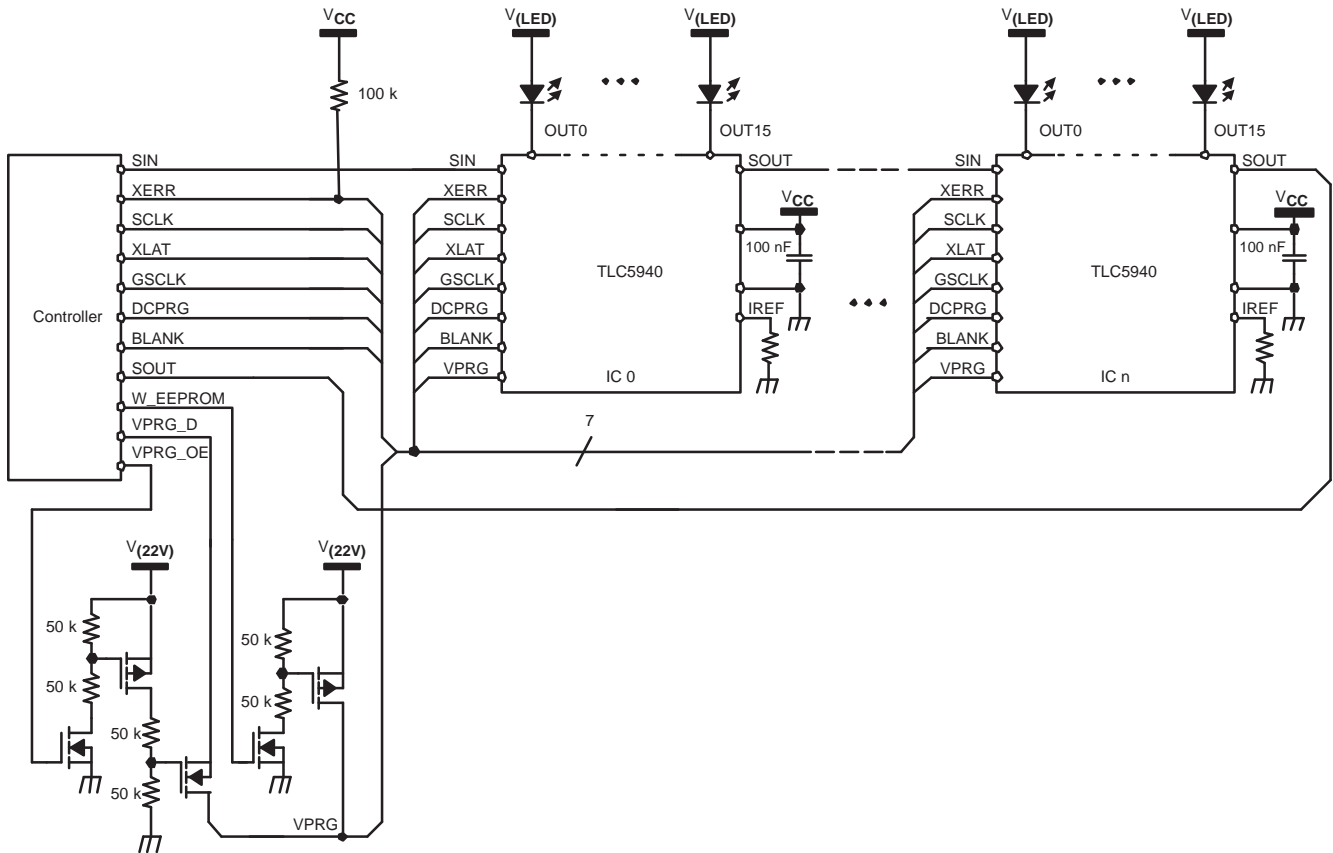 VCC V(LED) V(LED) V(LED) V(LED)
100 k
OUT0 OUT15 OUT0 OUT15
SIN SIN SOUT SIN SOUT
XERR XERR XERR
VCC VCC
SCLK SCLK SCLK
100 nF 100 nF
XLAT XLAT XLAT
TLC5940 TLC5940
GSCLK GSCLK GSCLK
Controller
DCPRG DCPRG IREF DCPRG IREF
BLANK BLANK BLANK
SOUT VPRG VPRG
IC 0 IC n
W_EEPROM
VPRG_D
7
VPRG_OE
V(22V) V(22V)
50 k
50 k
50 k
50 k
50 k
50 k
VPRG